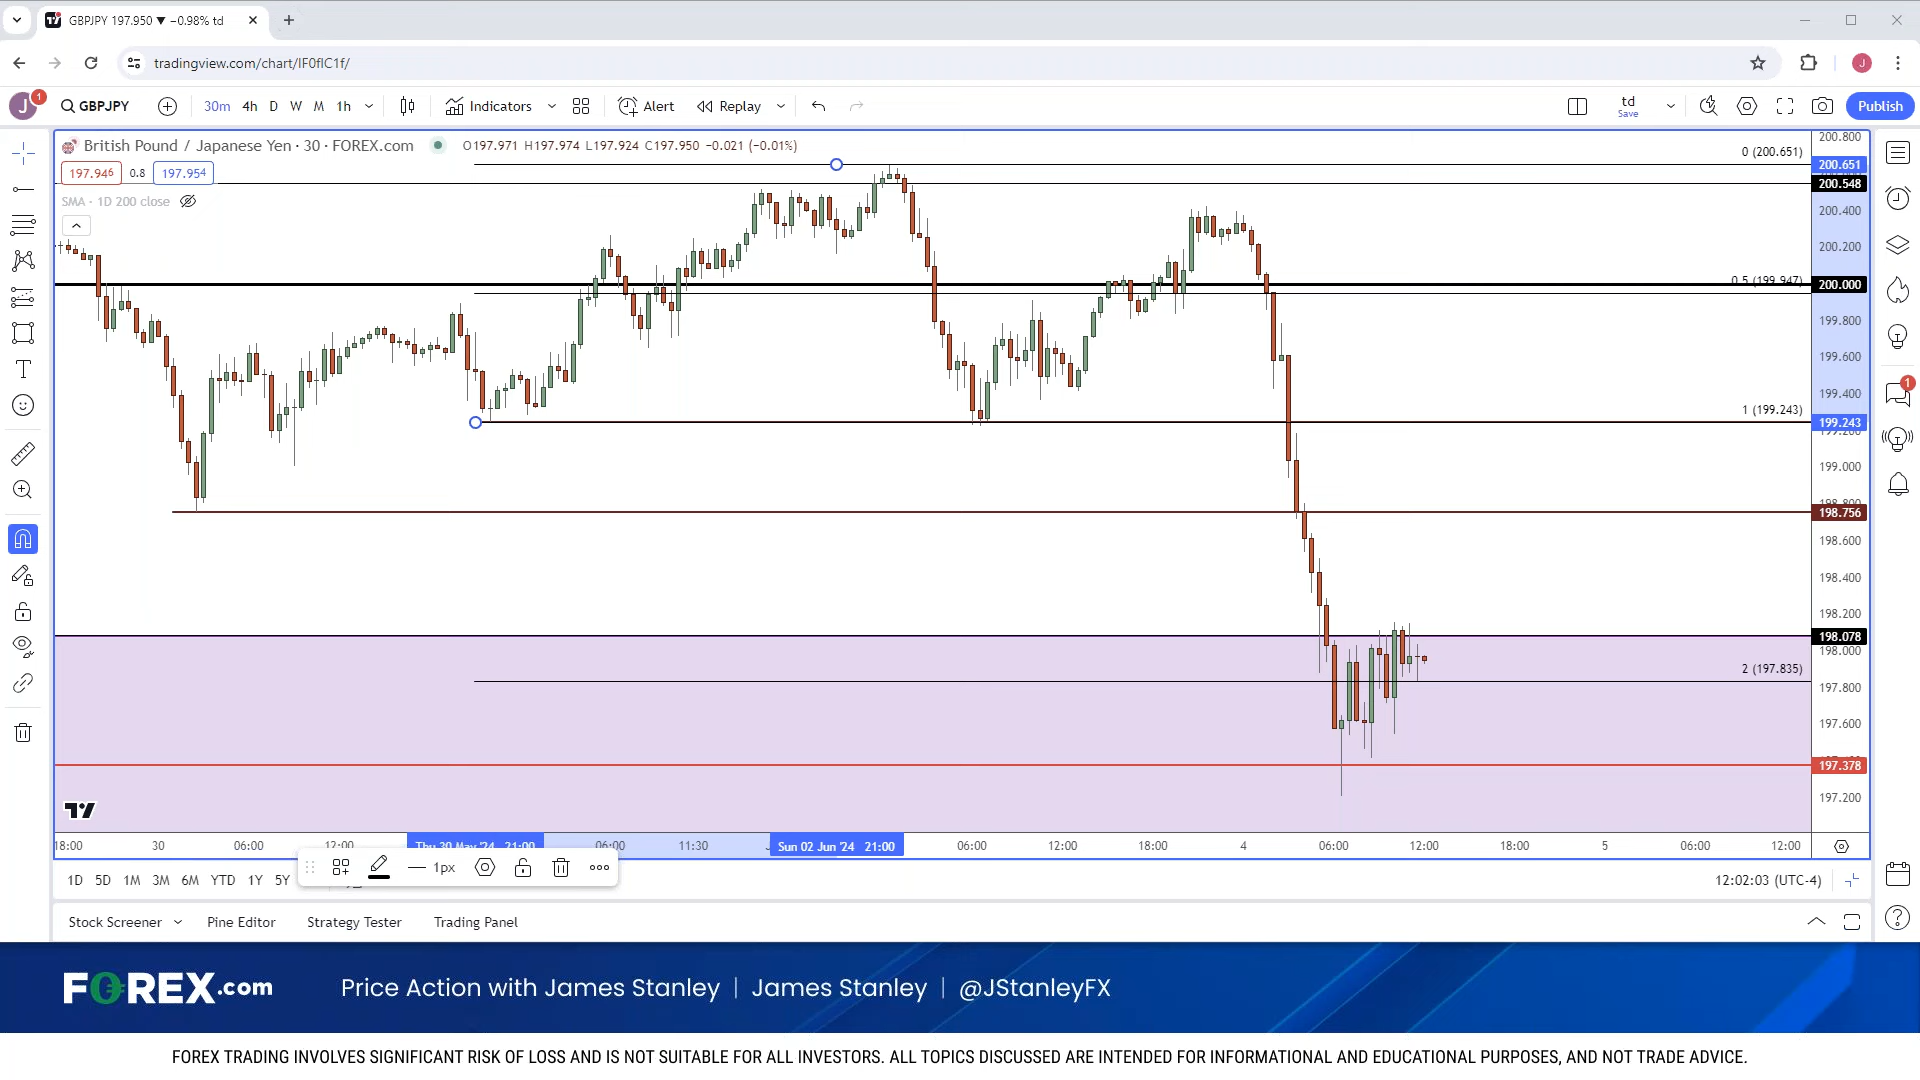 GBPJPY 197.950 ▼ −0.98% td
tradingview.com/chart/IF0flC1f/
J 1 GBPJPY 30m 4h D W M 1h Indicators Alert Replay td Save Publish
British Pound / Japanese Yen · 30 · FOREX.com O197.971 H197.974 L197.924 C197.950 −0.021 (−0.01%)
197.946 0.8 197.954
SMA · 1D 200 close
0 (200.651)
0.5 (199.947)
1 (199.243)
2 (197.835)
200.800
200.651
200.548
200.400
200.200
200.000
199.800
199.600
199.400
199.243
199.200
199.000
198.800
198.756
198.600
198.400
198.200
198.078
198.000
197.800
197.600
197.378
197.200
1
J
18:00 30 06:00 12:00 Thu 30 May '24 21:00 06:00 11:30 Sun 02 Jun '24 21:00 06:00 12:00 18:00 4 06:00 12:00 18:00 5 06:00 12:00
1px
1D 5D 1M 3M 6M YTD 1Y 5Y 12:02:03 (UTC-4)
Stock Screener Pine Editor Strategy Tester Trading Panel
FOREX.com Price Action with James Stanley | James Stanley | @JStanleyFX
FOREX TRADING INVOLVES SIGNIFICANT RISK OF LOSS AND IS NOT SUITABLE FOR ALL INVESTORS. ALL TOPICS DISCUSSED ARE INTENDED FOR INFORMATIONAL AND EDUCATIONAL PURPOSES, AND NOT TRADE ADVICE.